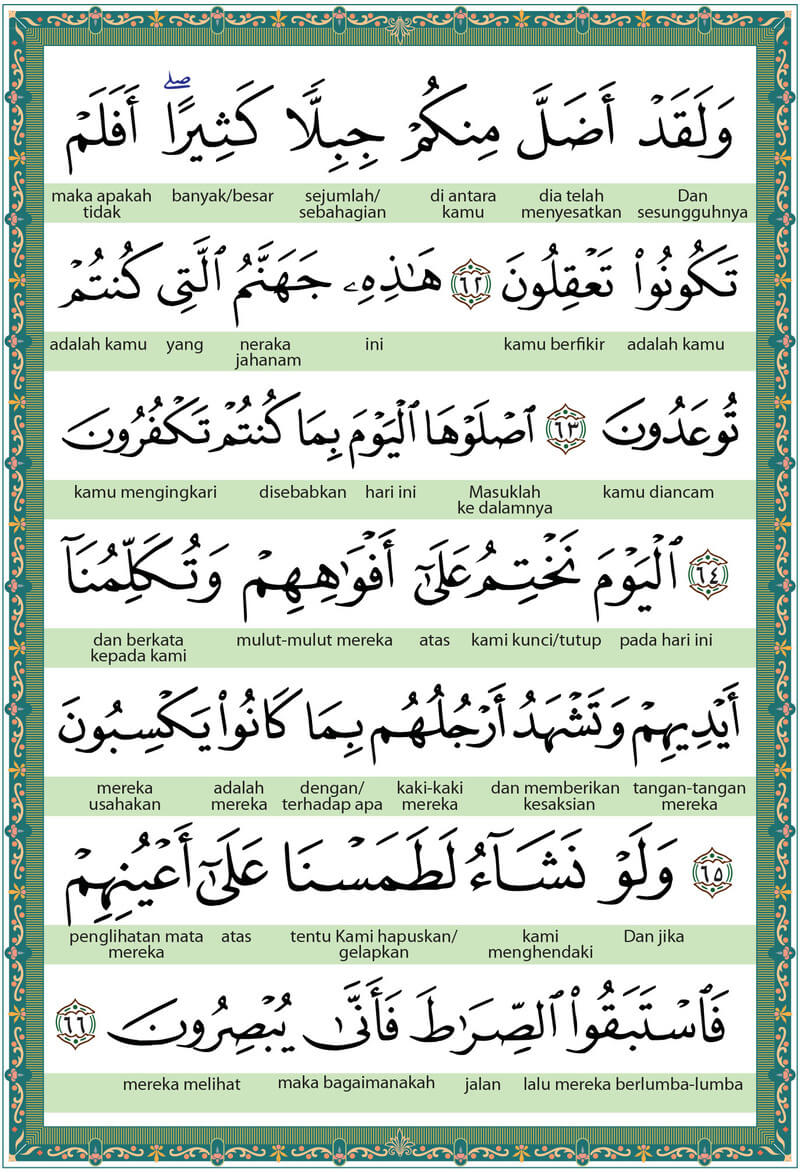 وَلَقَدْ أَضَلَّ مِنكُمْ جِبِلًّا كَثِيرًا ۖ أَفَلَمْ
Dan sesungguhnya dia telah menyesatkan di antara kamu sejumlah/ sebahagian banyak/besar maka apakah tidak
تَكُونُوا۟ تَعْقِلُونَ ٦٢ هَـٰذِهِۦ جَهَنَّمُ ٱلَّتِى كُنتُمْ
adalah kamu kamu berfikir ini neraka jahanam yang adalah kamu
تُوعَدُونَ ٦٣ ٱصْلَوْهَا ٱلْيَوْمَ بِمَا كُنتُمْ تَكْفُرُونَ
kamu diancam Masuklah ke dalamnya hari ini disebabkan kamu mengingkari
٦٤ ٱلْيَوْمَ نَخْتِمُ عَلَىٰٓ أَفْوَٰهِهِمْ وَتُكَلِّمُنَآ
pada hari ini kami kunci/tutup atas mulut-mulut mereka dan berkata kepada kami
أَيْدِيهِمْ وَتَشْهَدُ أَرْجُلُهُم بِمَا كَانُوا۟ يَكْسِبُونَ
tangan-tangan mereka dan memberikan kesaksian kaki-kaki mereka dengan/ terhadap apa adalah mereka mereka usahakan
٦٥ وَلَوْ نَشَآءُ لَطَمَسْنَا عَلَىٰٓ أَعْيُنِهِمْ
Dan jika kami menghendaki tentu Kami hapuskan/ gelapkan atas penglihatan mata mereka
فَٱسْتَبَقُوا۟ ٱلصِّرَٰطَ فَأَنَّىٰ يُبْصِرُونَ ٦٦
lalu mereka berlumba-lumba jalan maka bagaimanakah mereka melihat